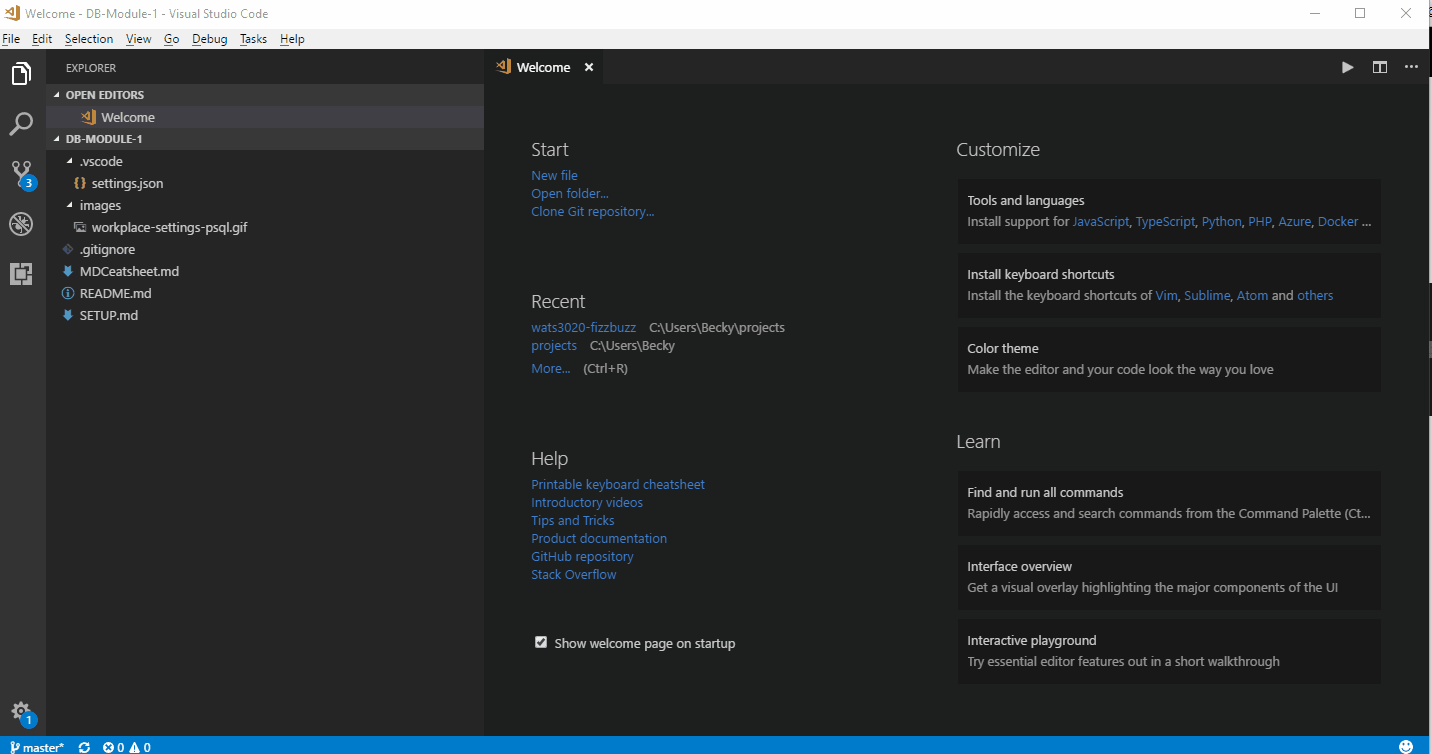 Welcome - DB-Module-1 - Visual Studio Code
File Edit Selection View Go Debug Tasks Help
EXPLORER
OPEN EDITORS
Welcome
DB-MODULE-1
.vscode
{} settings.json
images
workplace-settings-psql.gif
.gitignore
MDCeatsheet.md
README.md
SETUP.md
3
1
Welcome
Start
New file
Open folder...
Clone Git repository...
Recent
wats3020-fizzbuzz C:\Users\Becky\projects
projects C:\Users\Becky
More... (Ctrl+R)
Help
Printable keyboard cheatsheet
Introductory videos
Tips and Tricks
Product documentation
GitHub repository
Stack Overflow
Show welcome page on startup
Customize
Tools and languages
Install support for JavaScript, TypeScript, Python, PHP, Azure, Docker ...
Install keyboard shortcuts
Install the keyboard shortcuts of Vim, Sublime, Atom and others
Color theme
Make the editor and your code look the way you love
Learn
Find and run all commands
Rapidly access and search commands from the Command Palette (Ct...
Interface overview
Get a visual overlay highlighting the major components of the UI
Interactive playground
Try essential editor features out in a short walkthrough
master* 0 0